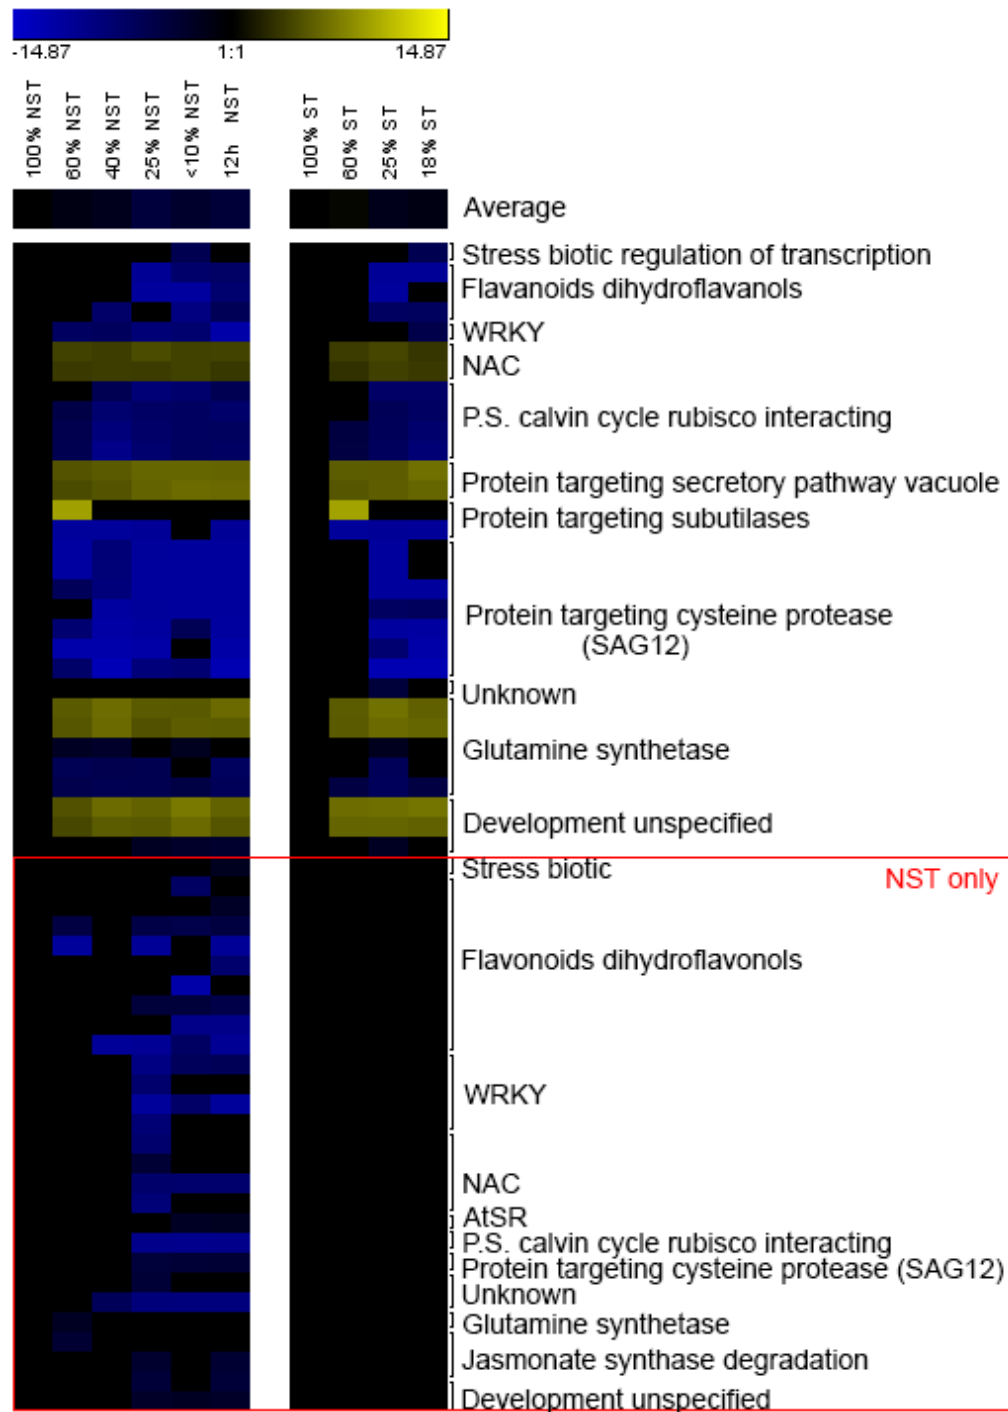 -14.87 1:1 14.87
100% NST
60% NST
40% NST
25% NST
<10% NST
12h NST
100% ST
60% ST
25% ST
18% ST
Average
Stress biotic regulation of transcription
Flavanoids dihydroflavanols
WRKY
NAC
P.S. calvin cycle rubisco interacting
Protein targeting secretory pathway vacuole
Protein targeting subutilases
Protein targeting cysteine protease
(SAG12)
Unknown
Glutamine synthetase
Development unspecified
Stress biotic
NST only
Flavonoids dihydroflavonols
WRKY
NAC
AtSR
P.S. calvin cycle rubisco interacting
Protein targeting cysteine protease (SAG12)
Unknown
Glutamine synthetase
Jasmonate synthase degradation
Development unspecified